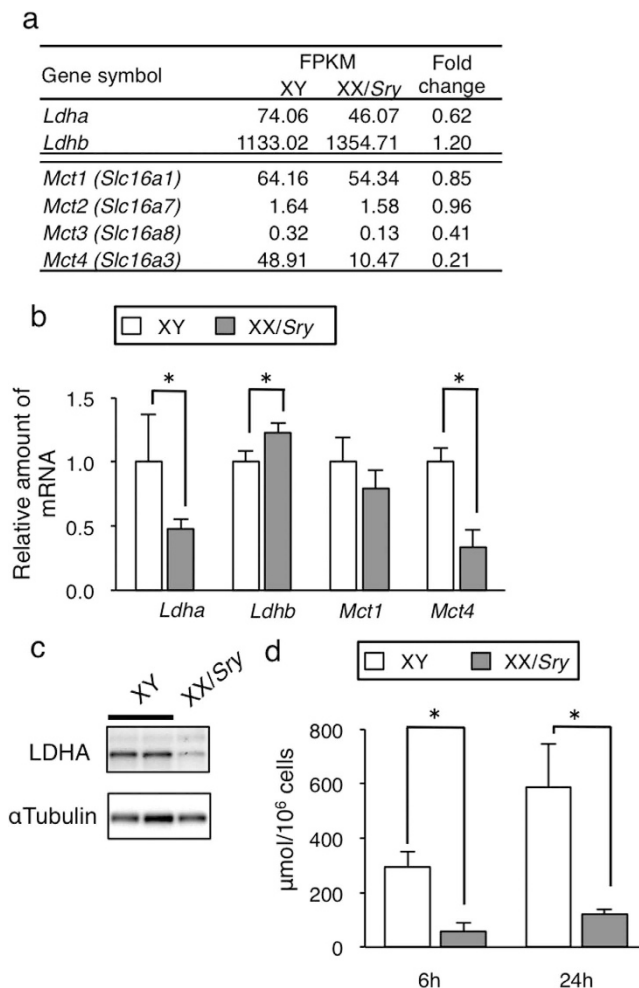 a
Gene symbol FPKM Fold change
XY XX/Sry
Ldha 74.06 46.07 0.62
Ldhb 1133.02 1354.71 1.20
Mct1 (Slc16a1) 64.16 54.34 0.85
Mct2 (Slc16a7) 1.64 1.58 0.96
Mct3 (Slc16a8) 0.32 0.13 0.41
Mct4 (Slc16a3) 48.91 10.47 0.21
b
XY XX/Sry
* * *
Relative amount of
mRNA
1.5
1.0
0.5
0.0
Ldha Ldhb Mct1 Mct4
c
XY XX/Sry
LDHA
αTubulin
d
XY XX/Sry
* *
μmol/10⁶ cells
800
600
400
200
0
6h 24h